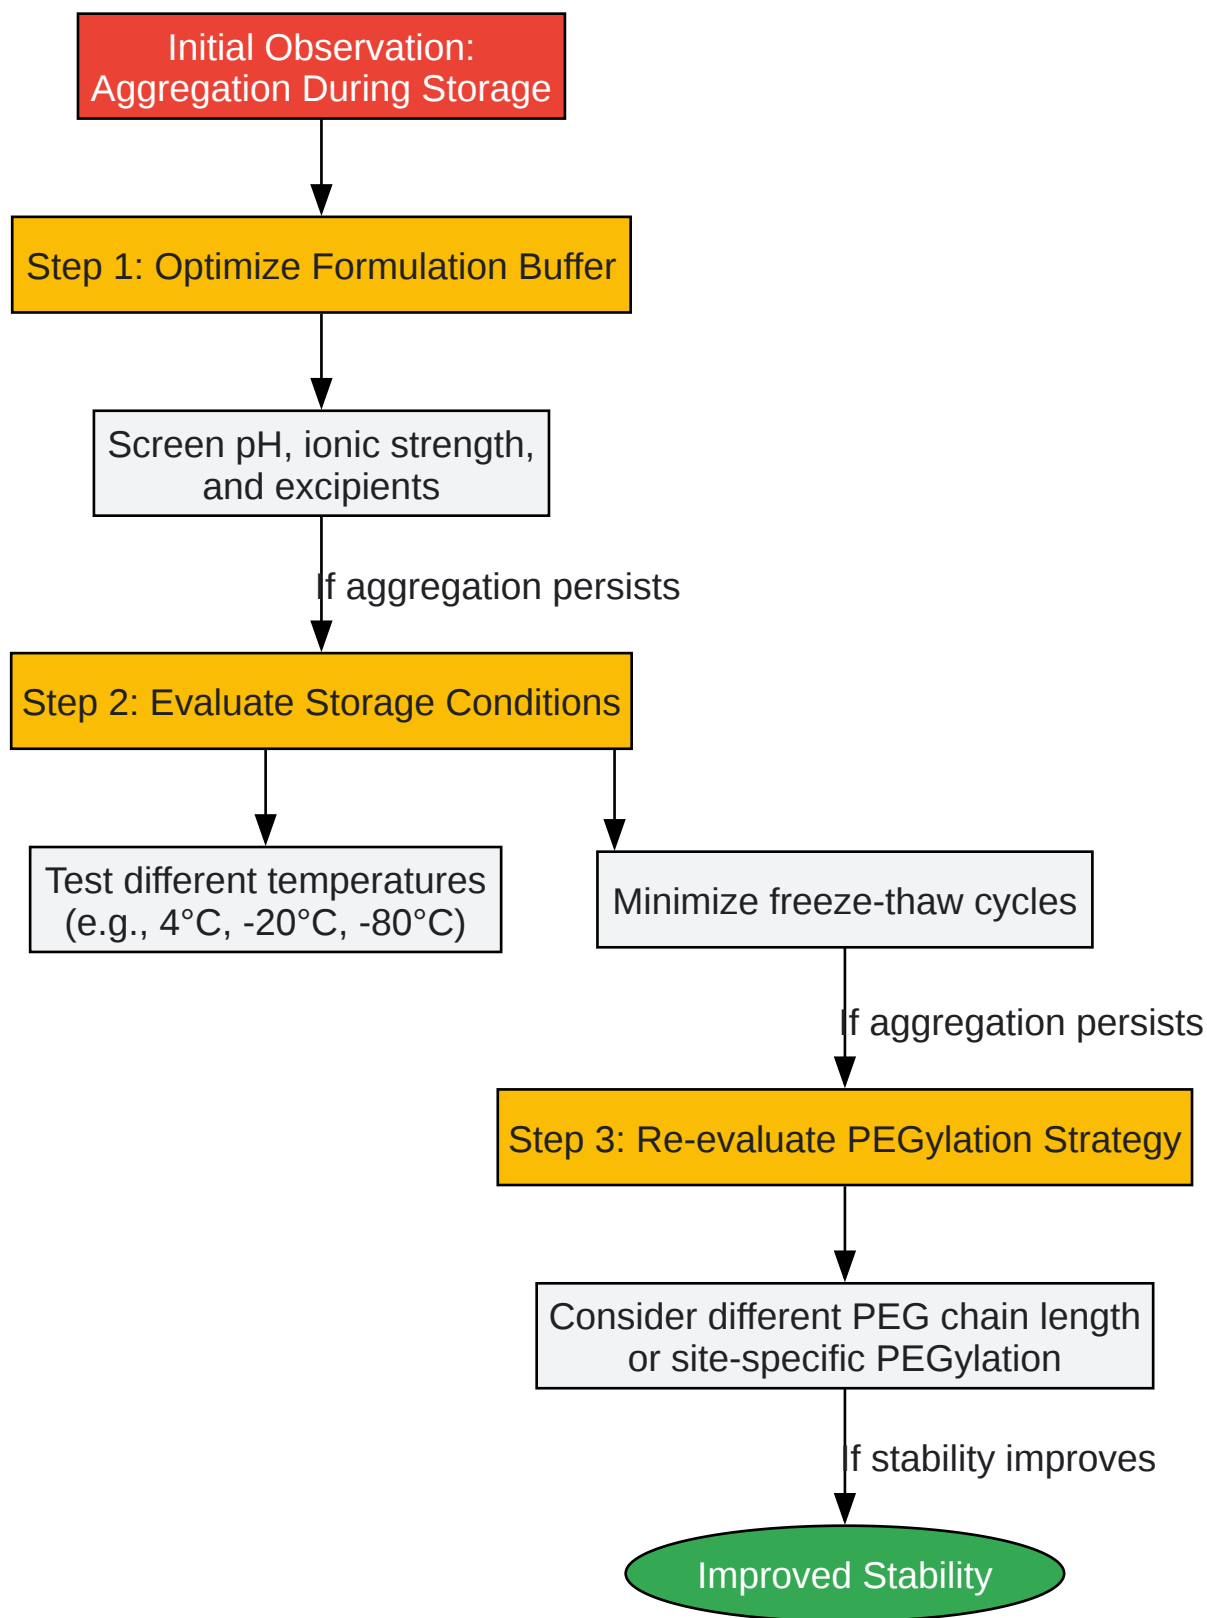 Initial Observation:
Aggregation During Storage
Step 1: Optimize Formulation Buffer
Screen pH, ionic strength,
and excipients
If aggregation persists
Step 2: Evaluate Storage Conditions
Test different temperatures
(e.g., 4°C, -20°C, -80°C)
Minimize freeze-thaw cycles
If aggregation persists
Step 3: Re-evaluate PEGylation Strategy
Consider different PEG chain length
or site-specific PEGylation
If stability improves
Improved Stability